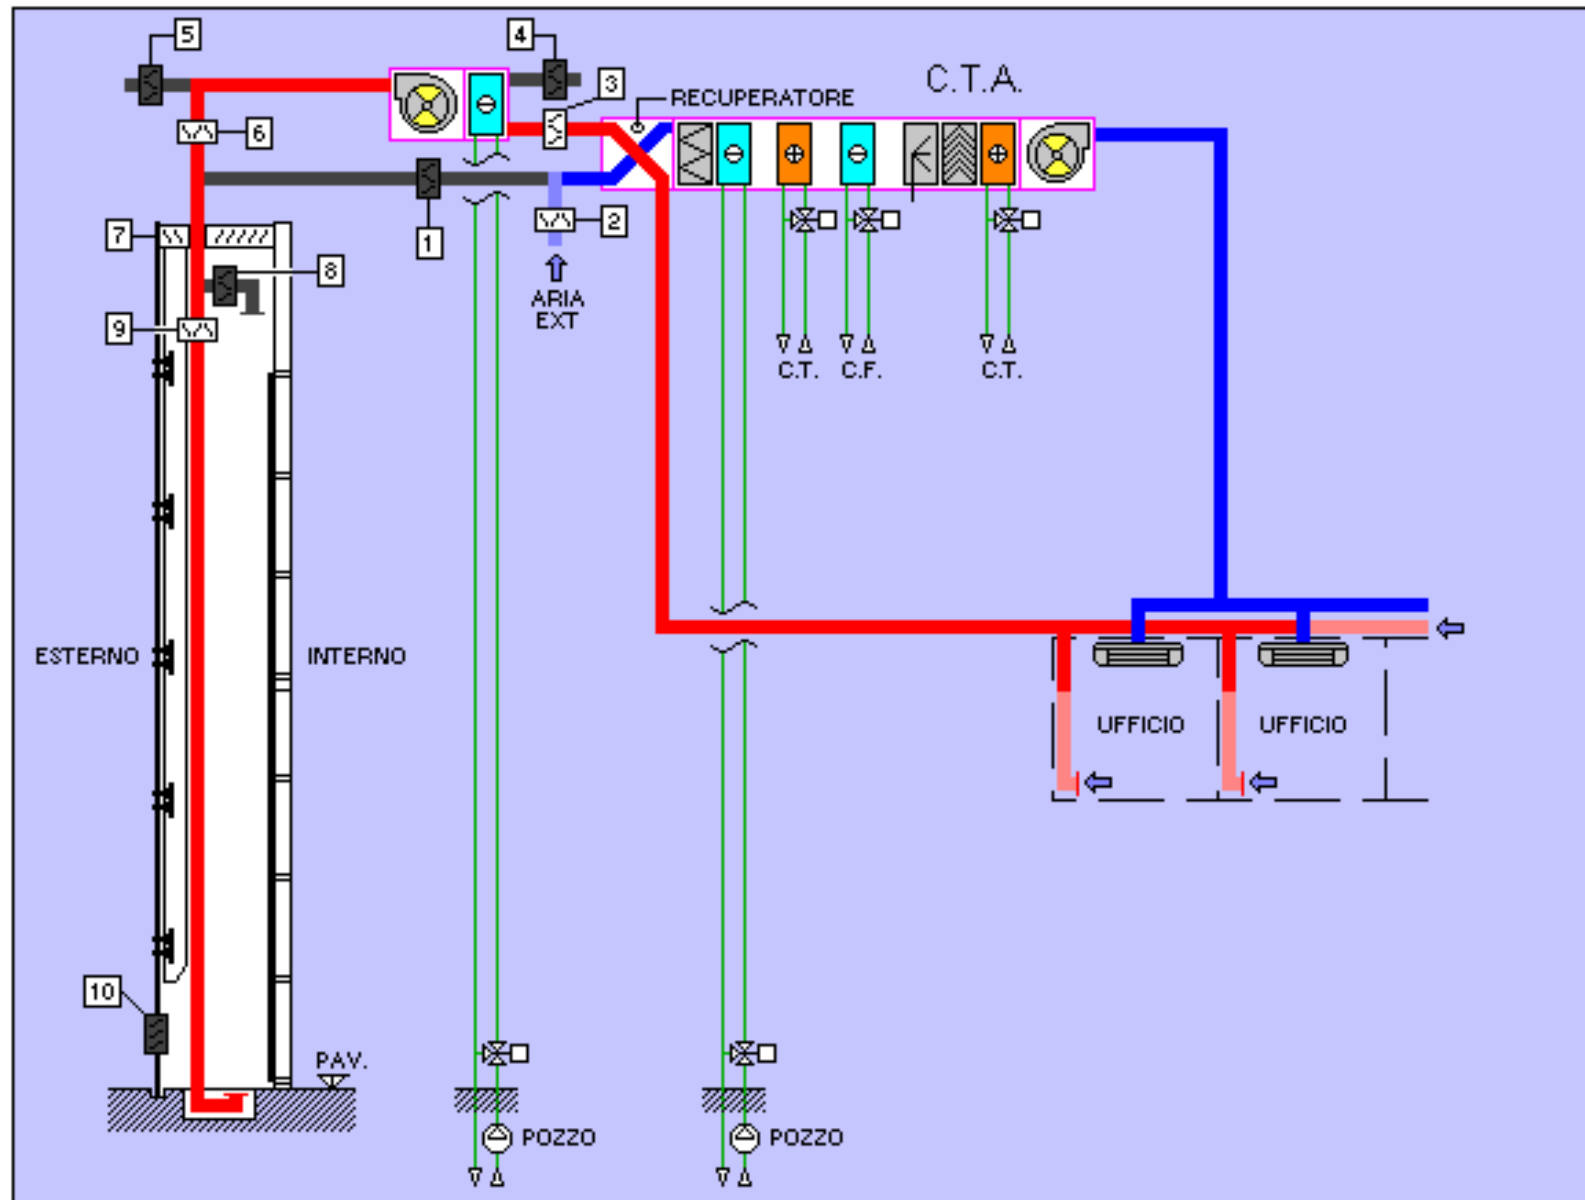 5
4
3
C.T.A.
RECUPERATORE
6
7
1
2
8
ARIA
EXT
9
C.T.
C.F.
C.T.
ESTERNO
INTERNO
UFFICIO
UFFICIO
10
PAV.
POZZO
POZZO